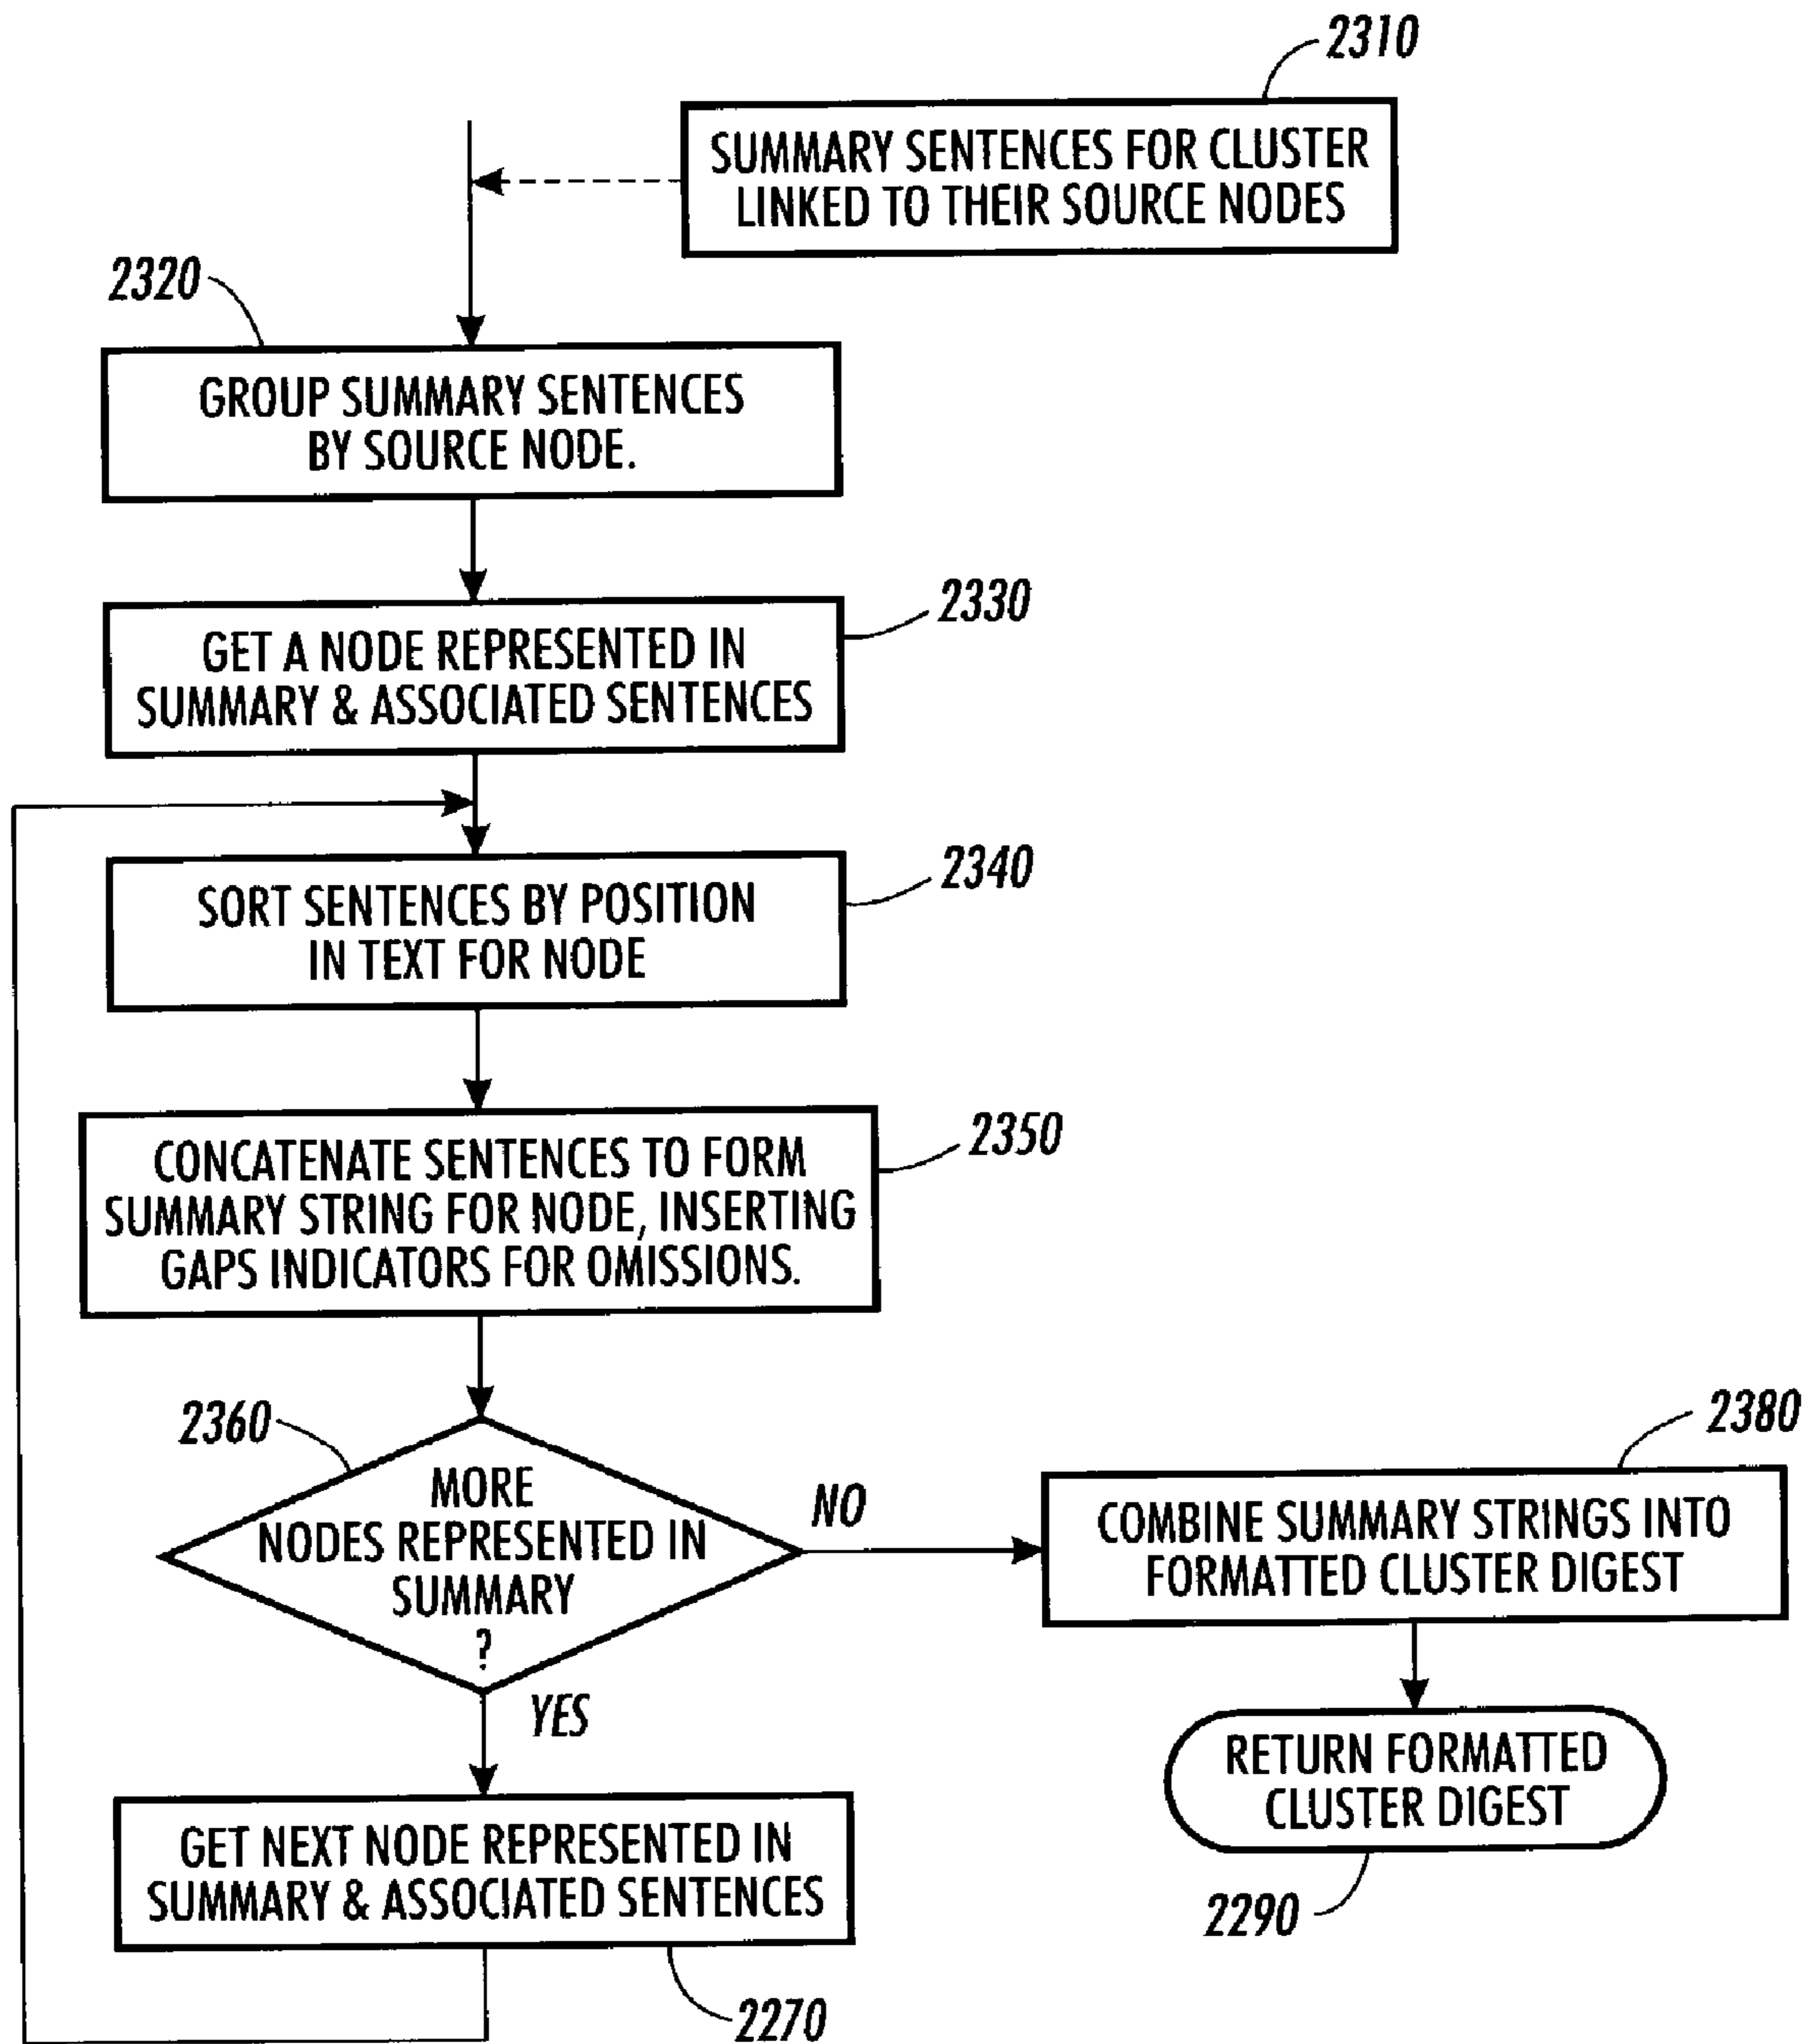 2310
SUMMARY SENTENCES FOR CLUSTER
LINKED TO THEIR SOURCE NODES
2320
GROUP SUMMARY SENTENCES
BY SOURCE NODE.
2330
GET A NODE REPRESENTED IN
SUMMARY & ASSOCIATED SENTENCES
2340
SORT SENTENCES BY POSITION
IN TEXT FOR NODE
2350
CONCATENATE SENTENCES TO FORM
SUMMARY STRING FOR NODE, INSERTING
GAPS INDICATORS FOR OMISSIONS.
2360
MORE
NODES REPRESENTED IN
SUMMARY
?
NO
YES
2380
COMBINE SUMMARY STRINGS INTO
FORMATTED CLUSTER DIGEST
RETURN FORMATTED
CLUSTER DIGEST
2290
GET NEXT NODE REPRESENTED IN
SUMMARY & ASSOCIATED SENTENCES
2270